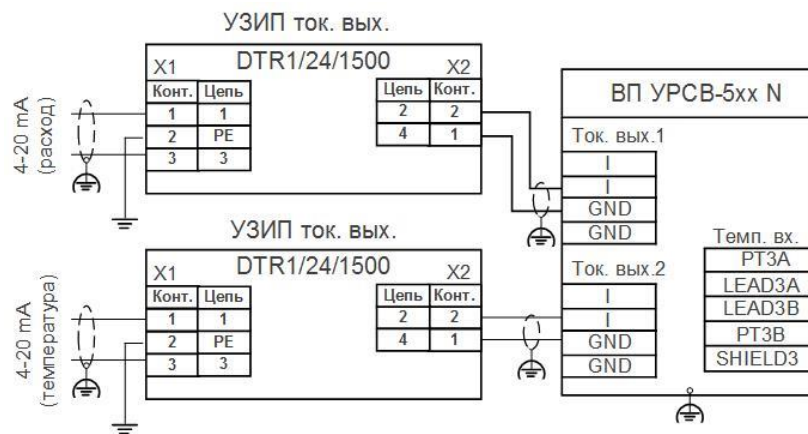 УЗИП ток. вых.
DTR1/24/1500
X1
X2
Конт. Цепь
1 1
2 PE
3 3
Цепь Конт.
2 2
4 1
4-20 mA
(расход)
ВП УРСВ-5хх N
Ток. вых.1
I
I
GND
GND
УЗИП ток. вых.
DTR1/24/1500
X1
X2
Конт. Цепь
1 1
2 PE
3 3
Цепь Конт.
2 2
4 1
4-20 mA
(температура)
Ток. вых.2
I
I
GND
GND
Темп. вх.
PT3A
LEAD3A
LEAD3B
PT3B
SHIELD3